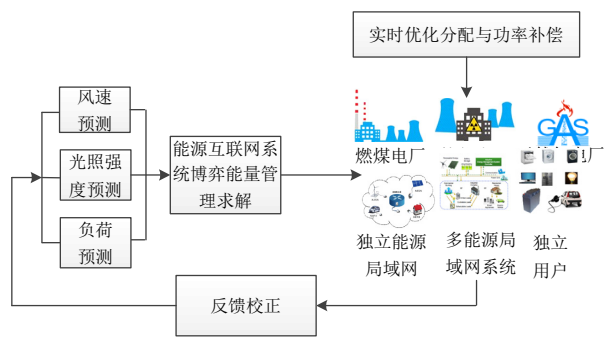 实时优化分配与功率补偿
风速
预测
光照强
度预测
负荷
预测
能源互联网系
统博弈能量管
理求解
燃煤电厂
GAS
电厂
独立能源
局域网
多能源局
域网系统
独立
用户
反馈校正